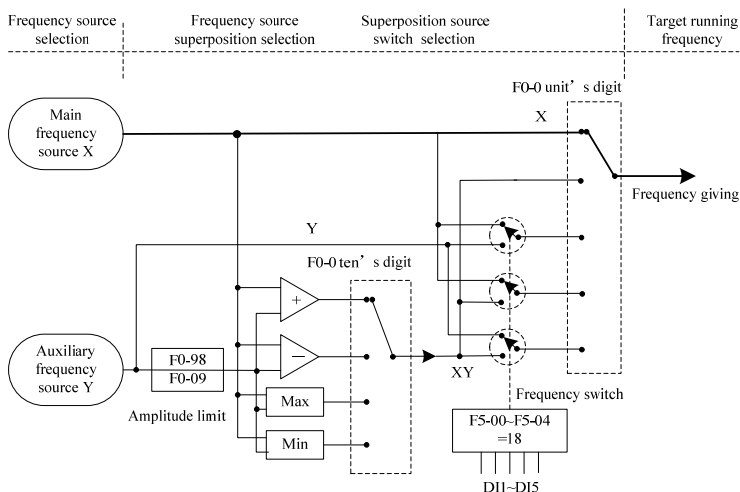 Frequency source
selection
Frequency source
superposition selection
Superposition source
switch selection
Target running
frequency
F0-0 unit's digit
Main
frequency
source X
X
Frequency giving
Y
F0-0 ten's digit
+
Auxiliary
frequency
source Y
F0-98
F0-09
−
XY
Amplitude limit
Max
Min
Frequency switch
F5-00~F5-04
=18
DI1~DI5